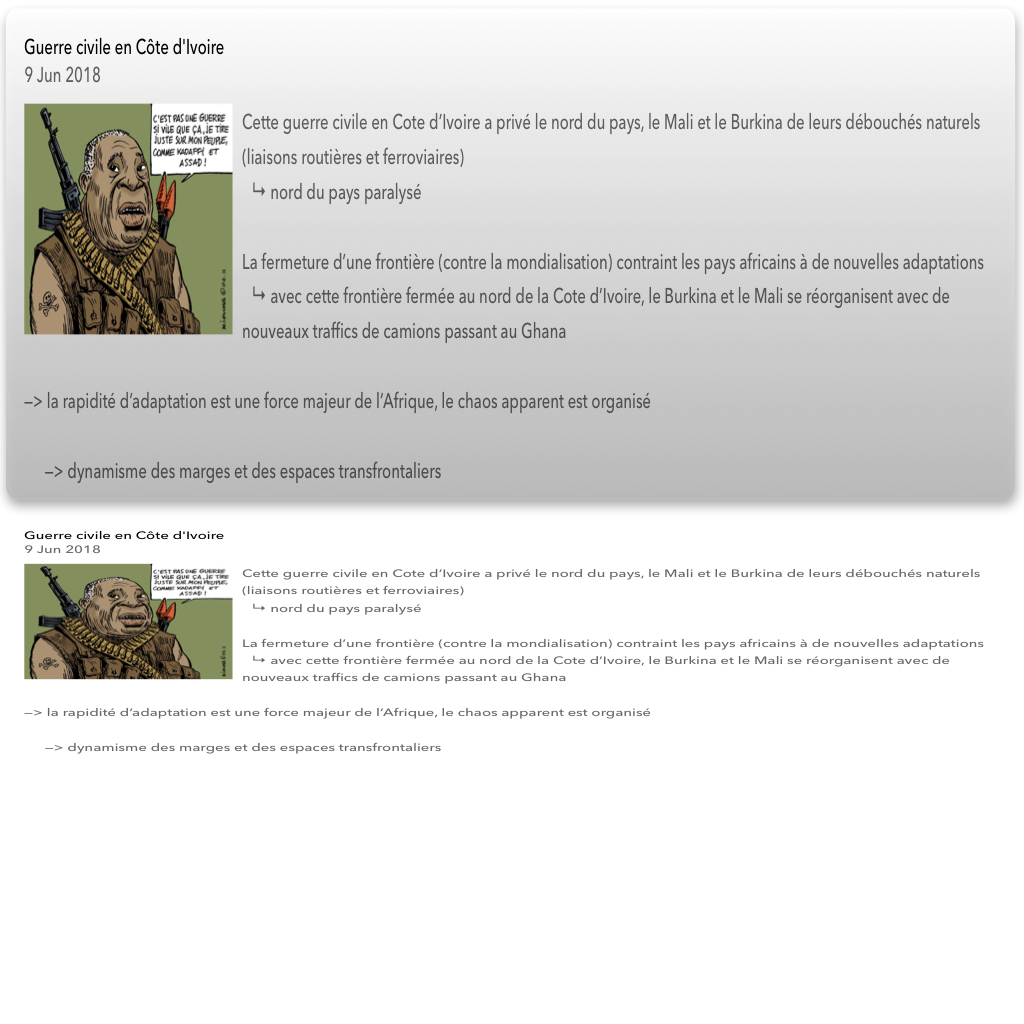 Guerre civile en Côte d'Ivoire
9 Jun 2018
C'EST PAS UNE GUERRE
SI VILE QUE ÇA, JE TIRE
JUSTE SUR MON PEUPLE,
COMME KADAFFI ET
ASSAD !
Cette guerre civile en Cote d’Ivoire a privé le nord du pays, le Mali et le Burkina de leurs débouchés naturels
(liaisons routières et ferroviaires)
↪ nord du pays paralysé
La fermeture d’une frontière (contre la mondialisation) contraint les pays africains à de nouvelles adaptations
↪ avec cette frontière fermée au nord de la Cote d’Ivoire, le Burkina et le Mali se réorganisent avec de
nouveaux traffics de camions passant au Ghana
—> la rapidité d’adaptation est une force majeur de l’Afrique, le chaos apparent est organisé
—> dynamisme des marges et des espaces transfrontaliers
Guerre civile en Côte d'Ivoire
9 Jun 2018
C'EST PAS UNE GUERRE
SI VILE QUE ÇA, JE TIRE
JUSTE SUR MON PEUPLE,
COMME KADAFFI ET
ASSAD !
Cette guerre civile en Cote d’Ivoire a privé le nord du pays, le Mali et le Burkina de leurs débouchés naturels
(liaisons routières et ferroviaires)
↪ nord du pays paralysé
La fermeture d’une frontière (contre la mondialisation) contraint les pays africains à de nouvelles adaptations
↪ avec cette frontière fermée au nord de la Cote d’Ivoire, le Burkina et le Mali se réorganisent avec de
nouveaux traffics de camions passant au Ghana
—> la rapidité d’adaptation est une force majeur de l’Afrique, le chaos apparent est organisé
—> dynamisme des marges et des espaces transfrontaliers